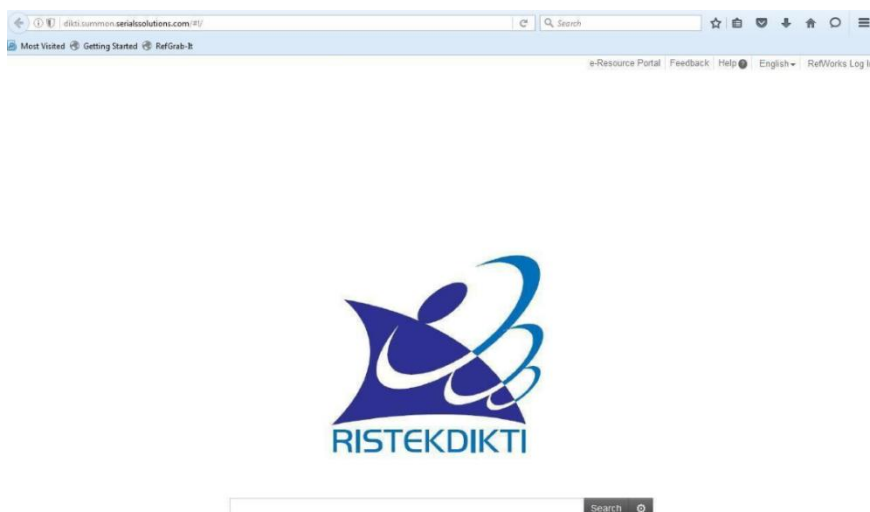 dikti.summon.serialssolutions.com/#!/ Search
Most Visited Getting Started RefGrab-It
e-Resource Portal Feedback Help English RefWorks Log In
RISTEKDIKTI
Search